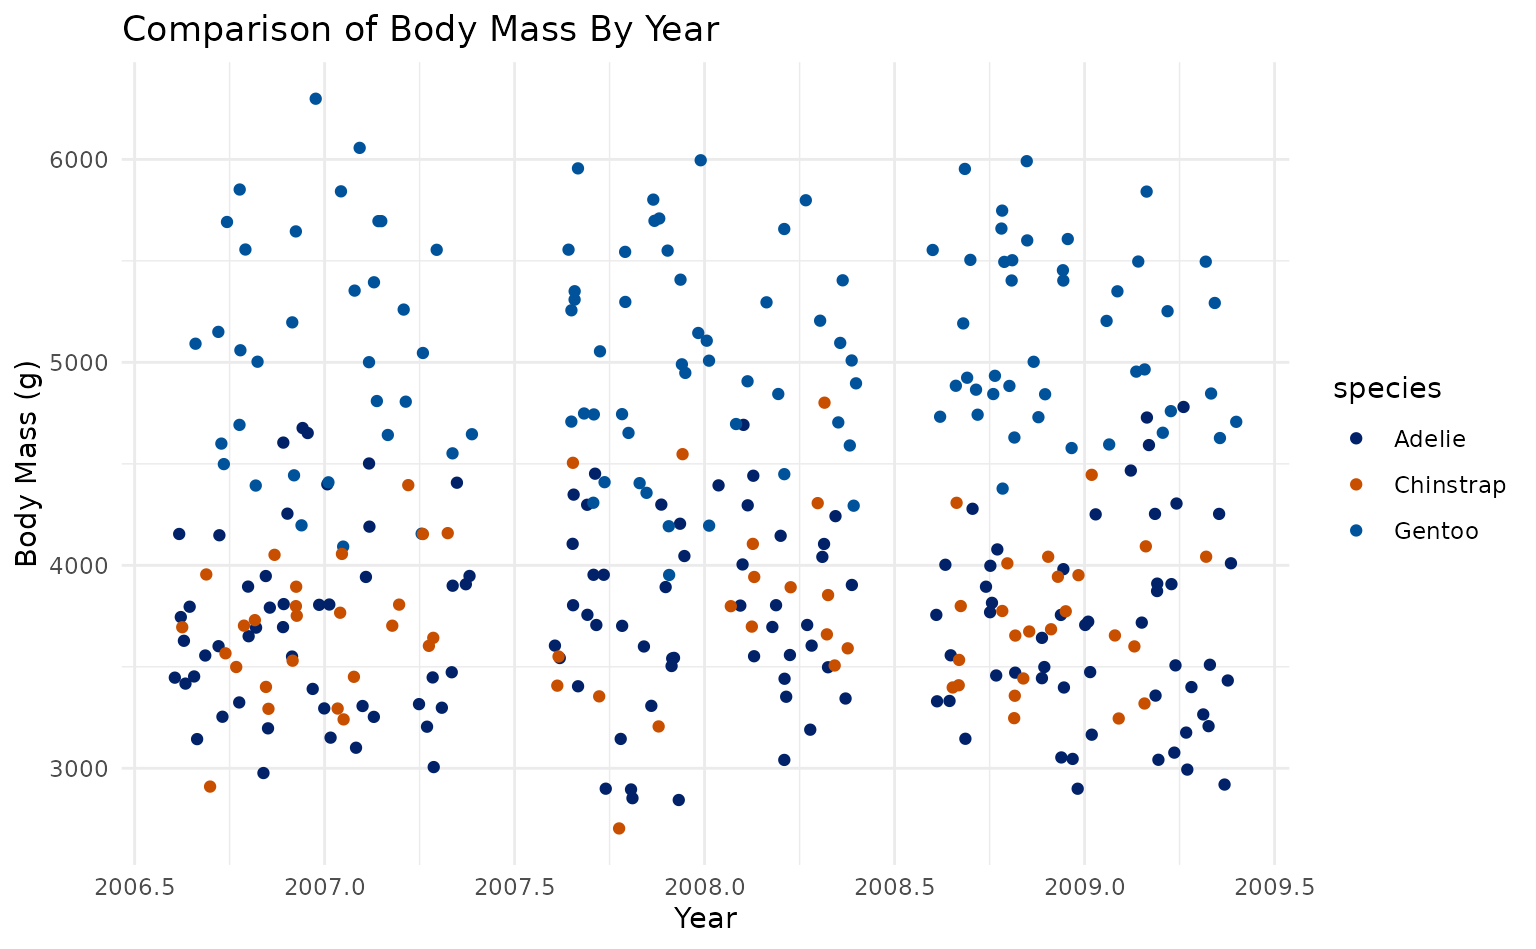 Comparison of Body Mass By Year
Body Mass (g)
6000
5000
4000
3000
2006.5
2007.0
2007.5
2008.0
2008.5
2009.0
2009.5
Year
species
Adelie
Chinstrap
Gentoo